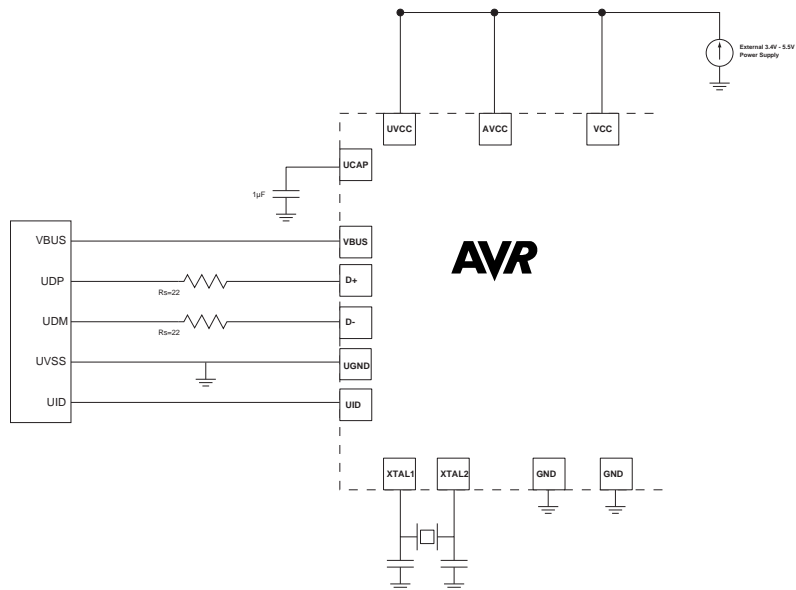 External 3.4V - 5.5V
Power Supply
UVCC
AVCC
VCC
UCAP
1µF
VBUS
VBUS
UDP
Rs=22
D+
UDM
Rs=22
D-
UVSS
UGND
UID
UID
AVR
XTAL1
XTAL2
GND
GND